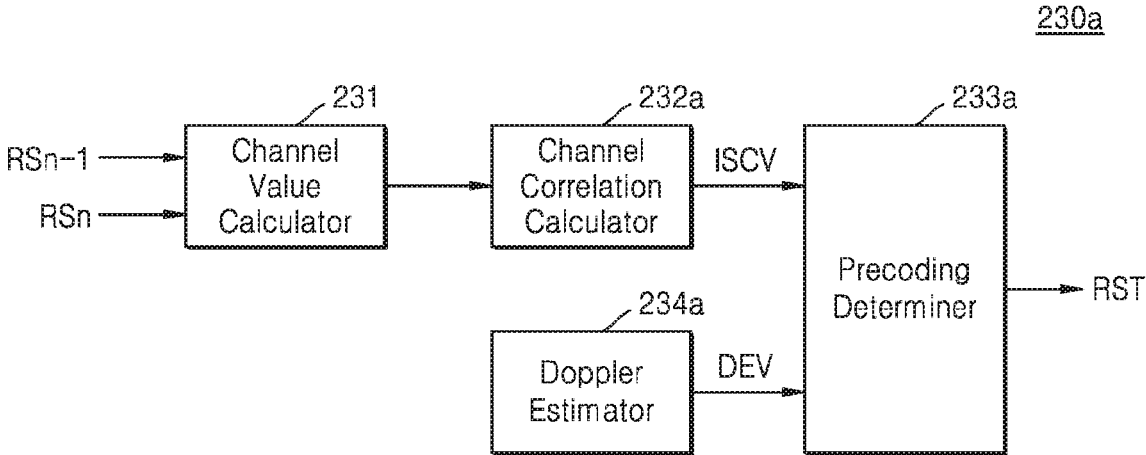 230a
231
232a
233a
RSn-1
RSn
Channel
Value
Calculator
Channel
Correlation
Calculator
ISCV
Precoding
Determiner
RST
234a
Doppler
Estimator
DEV